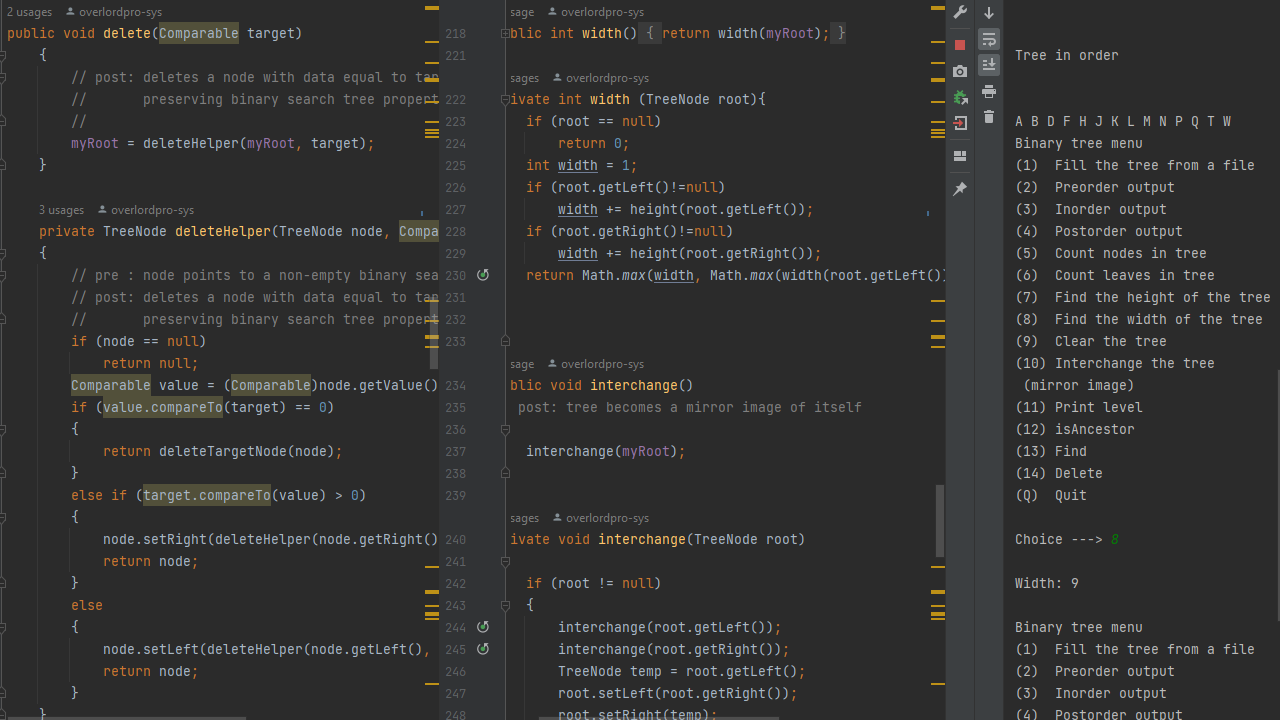 2 usages overlordpro-sys
public void delete(Comparable target)
{
// post: deletes a node with data equal to tar
// preserving binary search tree propert
//
myRoot = deleteHelper(myRoot, target);
}
3 usages overlordpro-sys
private TreeNode deleteHelper(TreeNode node, Compa
{
// pre : node points to a non-empty binary sea
// post: deletes a node with data equal to tar
// preserving binary search tree propert
if (node == null)
return null;
Comparable value = (Comparable)node.getValue()
if (value.compareTo(target) == 0)
{
return deleteTargetNode(node);
}
else if (target.compareTo(value) > 0)
{
node.setRight(deleteHelper(node.getRight()
return node;
}
else
{
node.setLeft(deleteHelper(node.getLeft(),
return node;
}
}
sage overlordpro-sys
218 blic int width() { return width(myRoot); }
221
sages overlordpro-sys
222 ivate int width (TreeNode root){
223 if (root == null)
224 return 0;
225 int width = 1;
226 if (root.getLeft()!=null)
227 width += height(root.getLeft());
228 if (root.getRight()!=null)
229 width += height(root.getRight());
230 return Math.max(width, Math.max(width(root.getLeft())
231
232
233
sage overlordpro-sys
234 blic void interchange()
235 post: tree becomes a mirror image of itself
236
237 interchange(myRoot);
238
239
sages overlordpro-sys
240 ivate void interchange(TreeNode root)
241
242 if (root != null)
243 {
244 interchange(root.getLeft());
245 interchange(root.getRight());
246 TreeNode temp = root.getLeft();
247 root.setLeft(root.getRight());
248 root.setRight(temp);
Tree in order
A B D F H J K L M N P Q T W
Binary tree menu
(1) Fill the tree from a file
(2) Preorder output
(3) Inorder output
(4) Postorder output
(5) Count nodes in tree
(6) Count leaves in tree
(7) Find the height of the tree
(8) Find the width of the tree
(9) Clear the tree
(10) Interchange the tree
(mirror image)
(11) Print level
(12) isAncestor
(13) Find
(14) Delete
(Q) Quit
Choice ---> 8
Width: 9
Binary tree menu
(1) Fill the tree from a file
(2) Preorder output
(3) Inorder output
(4) Postorder output